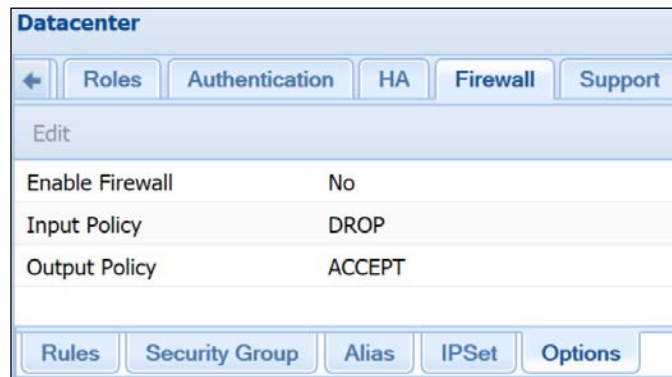 Datacenter
Roles Authentication HA Firewall Support
Edit
Enable Firewall No
Input Policy DROP
Output Policy ACCEPT
Rules Security Group Alias IPSet Options